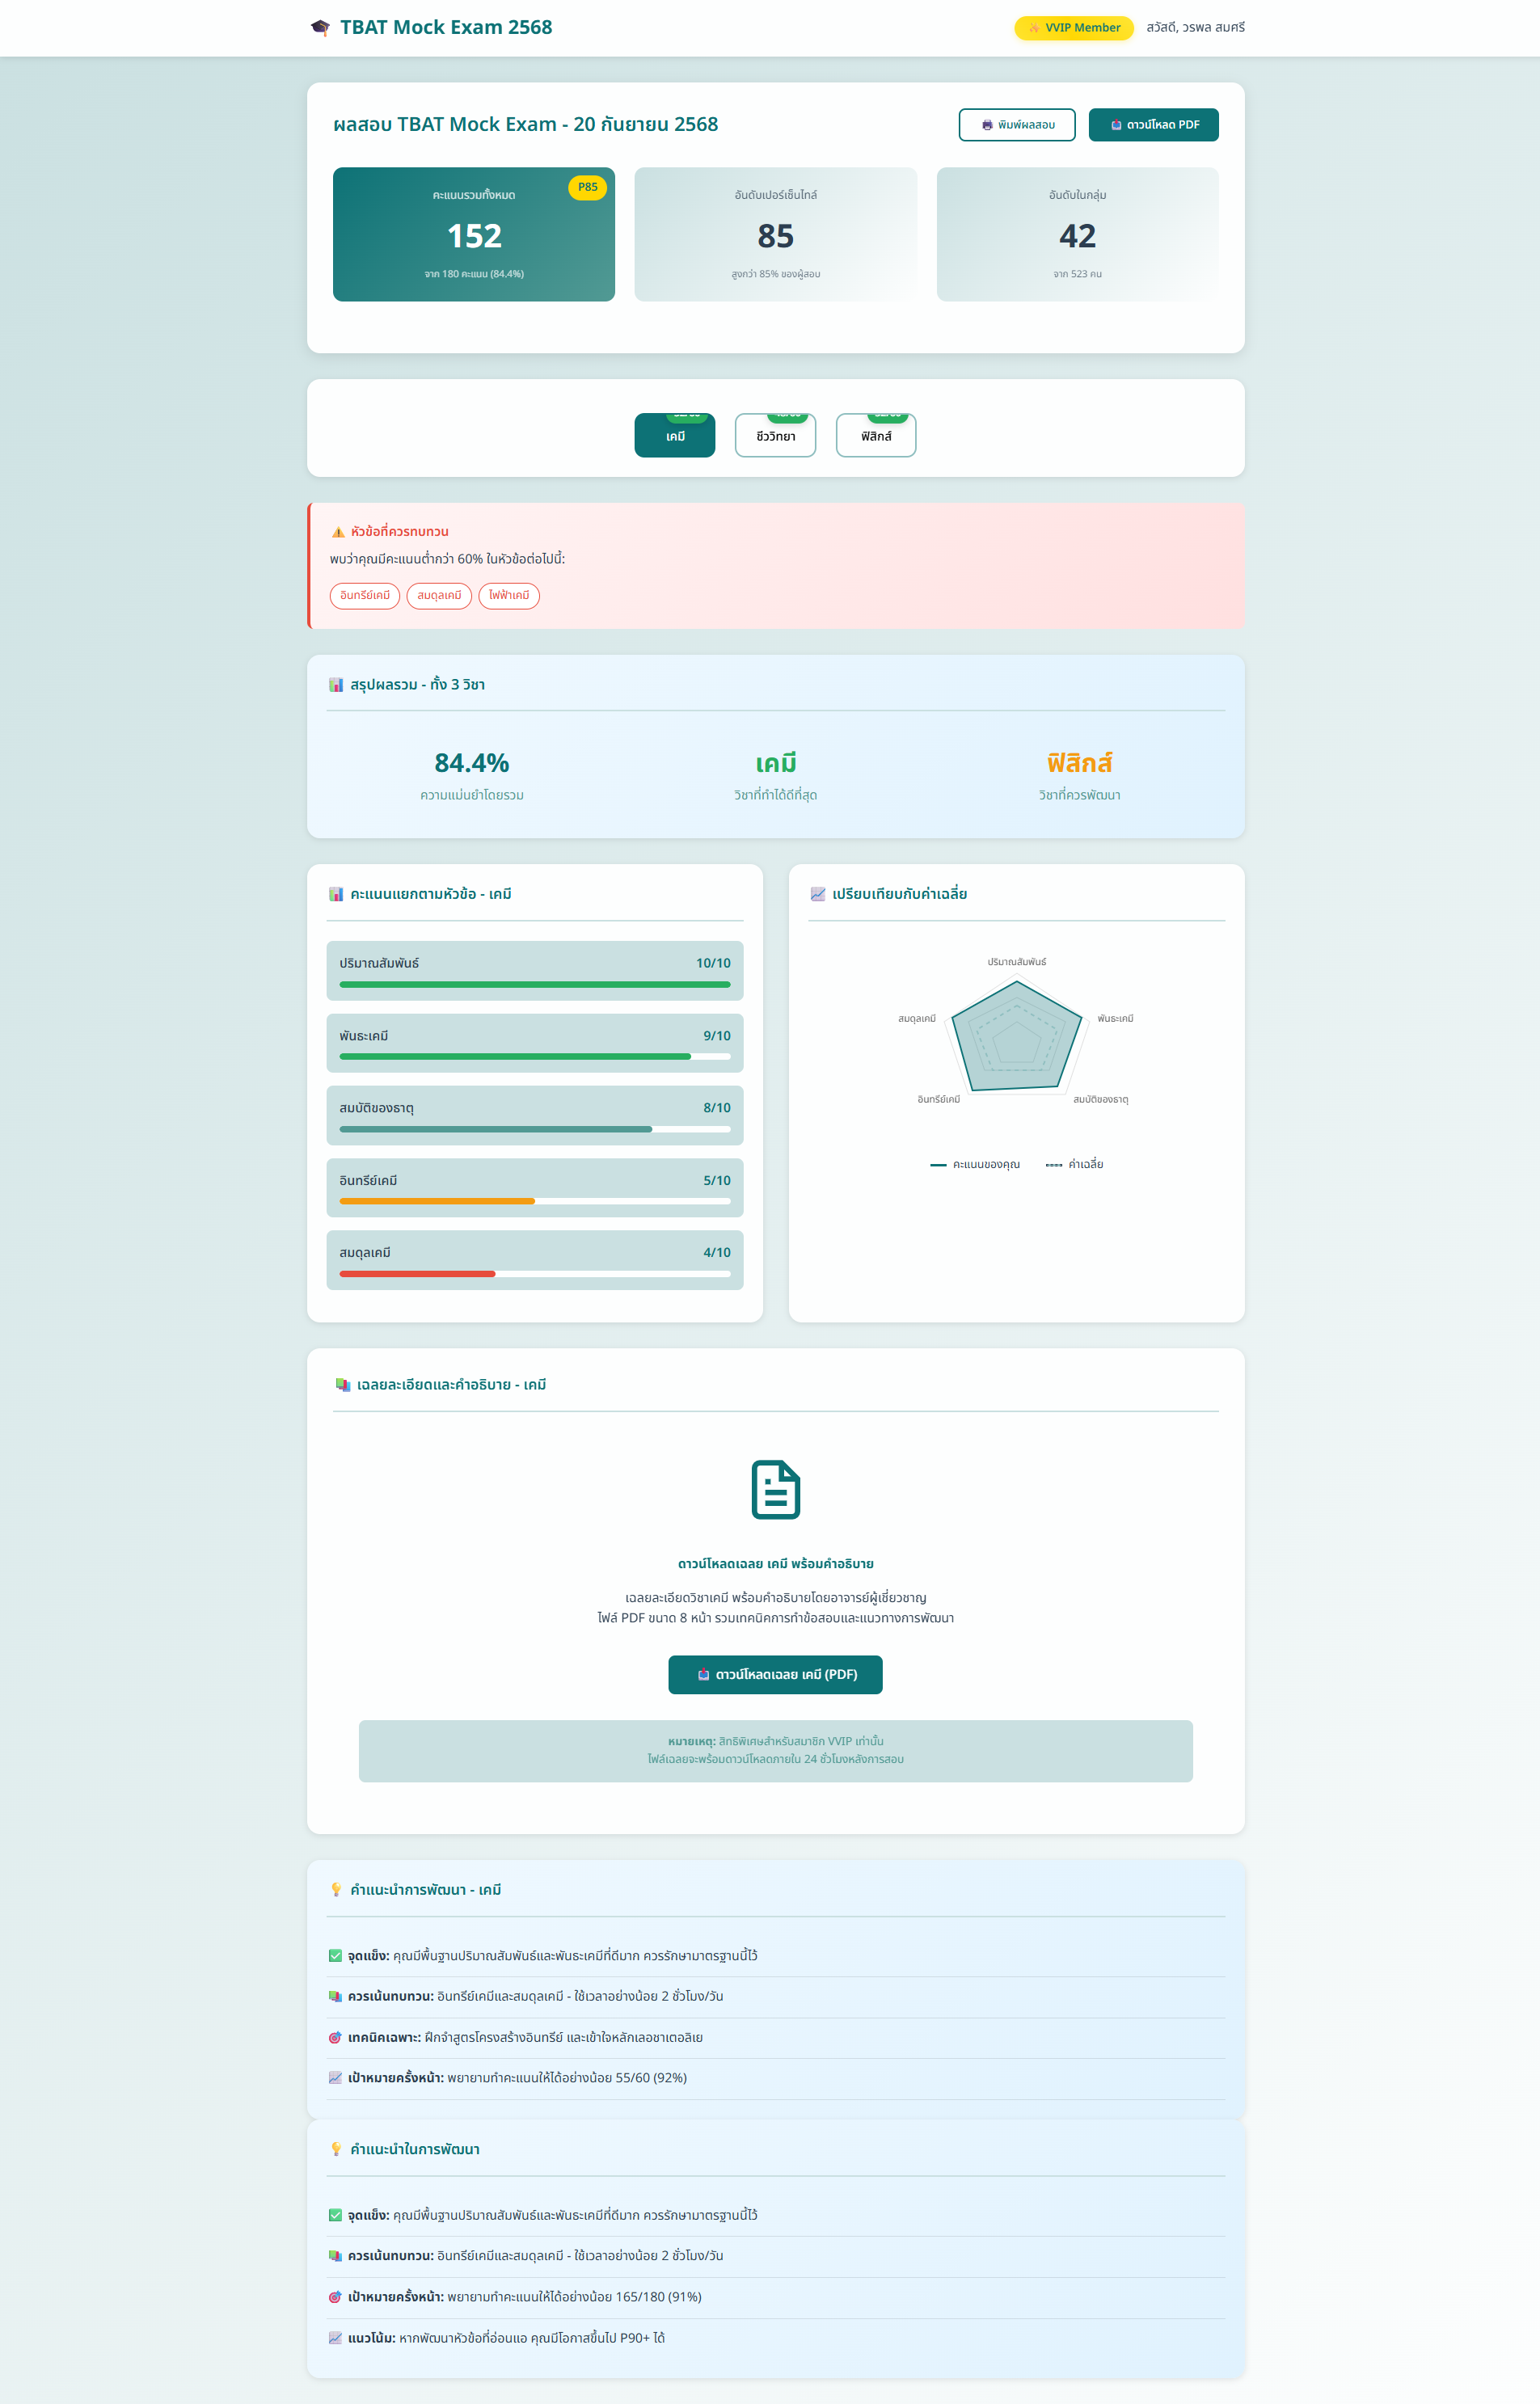 TBAT Mock Exam 2568
VVIP Member
สวัสดี, วรพล สมศรี
ผลสอบ TBAT Mock Exam - 20 กันยายน 2568
พิมพ์ผลสอบ
ดาวน์โหลด PDF
คะแนนรวมทั้งหมด
P85
152
จาก 180 คะแนน (84.4%)
อันดับเปอร์เซ็นไทล์
85
สูงกว่า 85% ของผู้สอบ
อันดับในกลุ่ม
42
จาก 523 คน
เคมี
ชีววิทยา
ฟิสิกส์
หัวข้อที่ควรทบทวน
พบว่าคุณมีคะแนนต่ำกว่า 60% ในหัวข้อต่อไปนี้:
อินทรีย์เคมี
สมดุลเคมี
ไฟฟ้าเคมี
สรุปผลรวม - ทั้ง 3 วิชา
84.4%
ความแม่นยำโดยรวม
เคมี
วิชาที่ทำได้ดีที่สุด
ฟิสิกส์
วิชาที่ควรพัฒนา
คะแนนแยกตามหัวข้อ - เคมี
ปริมาณสัมพันธ์ 10/10
พันธะเคมี 9/10
สมบัติของธาตุ 8/10
อินทรีย์เคมี 5/10
สมดุลเคมี 4/10
เปรียบเทียบกับค่าเฉลี่ย
ปริมาณสัมพันธ์
สมดุลเคมี
พันธะเคมี
อินทรีย์เคมี
สมบัติของธาตุ
คะแนนของคุณ
ค่าเฉลี่ย
เฉลยละเอียดและคำอธิบาย - เคมี
ดาวน์โหลดเฉลย เคมี พร้อมคำอธิบาย
เฉลยละเอียดวิชาเคมี พร้อมคำอธิบายโดยอาจารย์ผู้เชี่ยวชาญ
ไฟล์ PDF ขนาด 8 หน้า รวมเทคนิคการทำข้อสอบและแนวทางการพัฒนา
ดาวน์โหลดเฉลย เคมี (PDF)
หมายเหตุ: สิทธิพิเศษสำหรับสมาชิก VVIP เท่านั้น
ไฟล์เฉลยจะพร้อมดาวน์โหลดภายใน 24 ชั่วโมงหลังการสอบ
คำแนะนำการพัฒนา - เคมี
จุดแข็ง: คุณมีพื้นฐานปริมาณสัมพันธ์และพันธะเคมีที่ดีมาก ควรรักษามาตรฐานนี้ไว้
ควรเน้นทบทวน: อินทรีย์เคมีและสมดุลเคมี - ใช้เวลาอย่างน้อย 2 ชั่วโมง/วัน
เทคนิคเฉพาะ: ฝึกจำสูตรโครงสร้างอินทรีย์ และเข้าใจหลักเลอชาเตอลิเย
เป้าหมายครั้งหน้า: พยายามทำคะแนนให้ได้อย่างน้อย 55/60 (92%)
คำแนะนำในการพัฒนา
จุดแข็ง: คุณมีพื้นฐานปริมาณสัมพันธ์และพันธะเคมีที่ดีมาก ควรรักษามาตรฐานนี้ไว้
ควรเน้นทบทวน: อินทรีย์เคมีและสมดุลเคมี - ใช้เวลาอย่างน้อย 2 ชั่วโมง/วัน
เป้าหมายครั้งหน้า: พยายามทำคะแนนให้ได้อย่างน้อย 165/180 (91%)
แนวโน้ม: หากพัฒนาหัวข้อที่อ่อนแอ คุณมีโอกาสขึ้นไป P90+ ได้